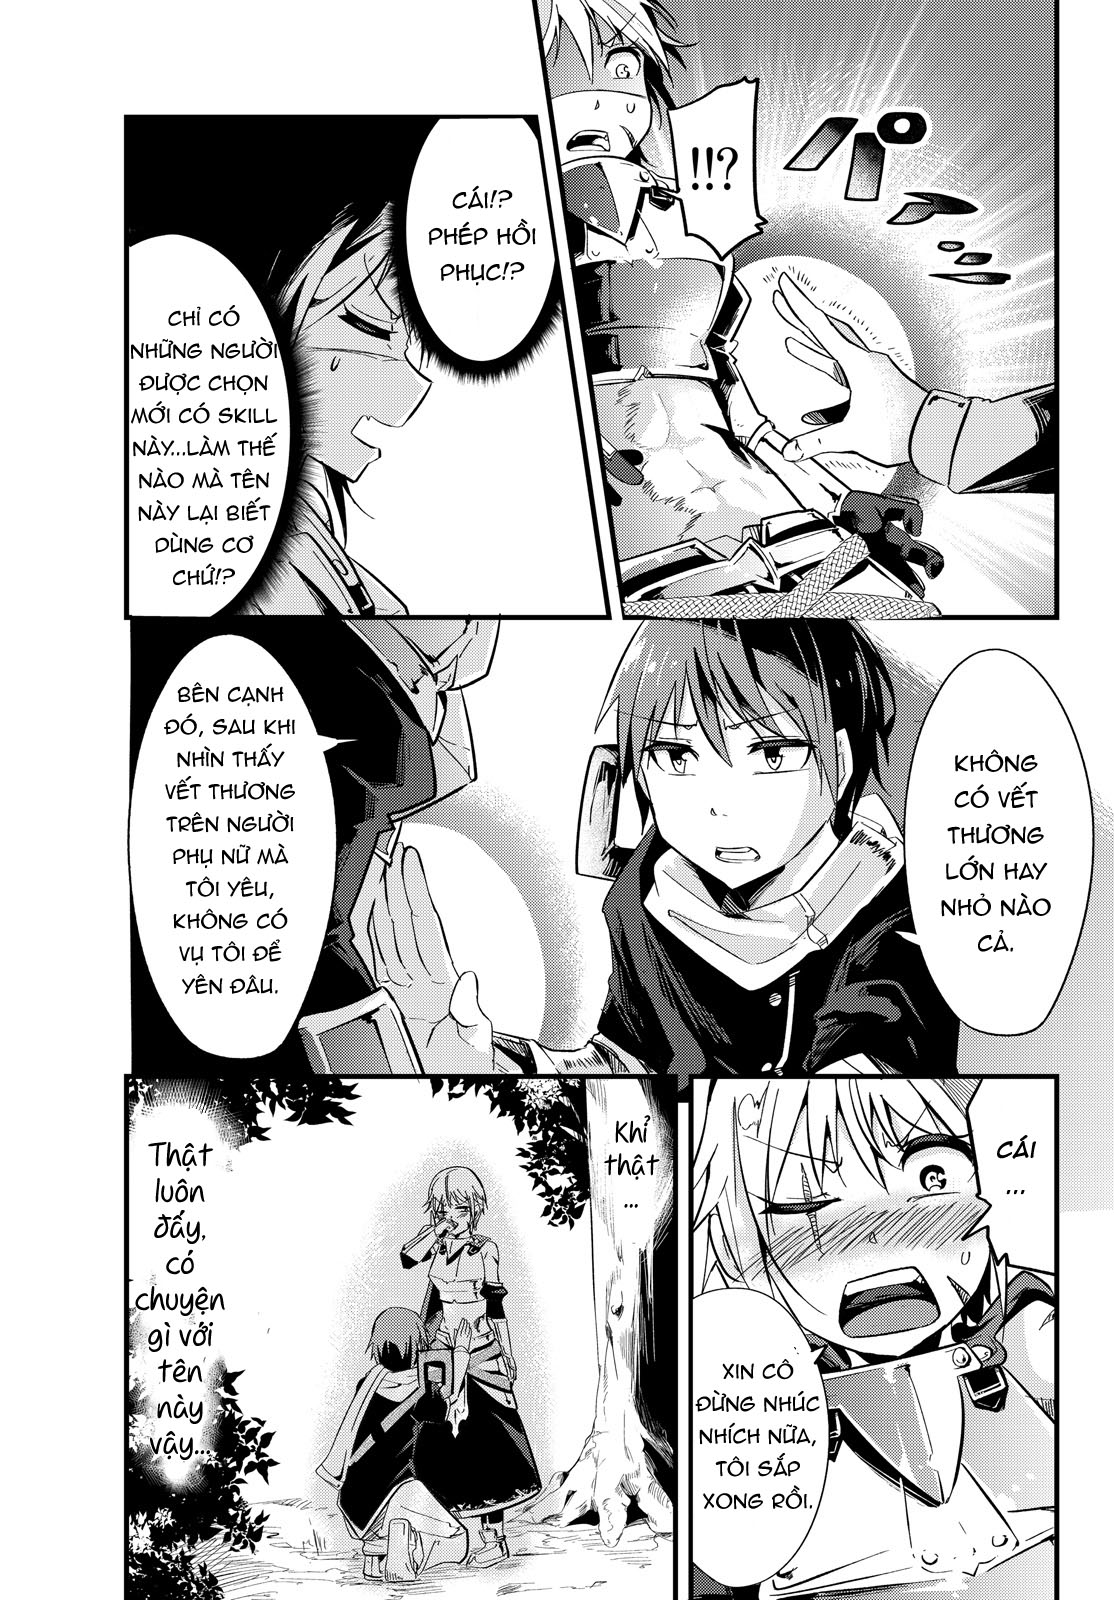 !!?
パァァ
CÁI!?
PHÉP HỒI
PHỤC!?
CHỈ CÓ
NHỮNG NGƯỜI
ĐƯỢC CHỌN
MỚI CÓ SKILL
NÀY...LÀM THẾ
NÀO MÀ TÊN
NÀY LẠI BIẾT
DÙNG CƠ
CHỨ!?
KHÔNG
CÓ VẾT
THƯƠNG
LỚN HAY
NHỎ NÀO
CẢ.
BÊN CẠNH
ĐÓ, SAU KHI
NHÌN THẤY
VẾT THƯƠNG
TRÊN NGƯỜI
PHỤ NỮ MÀ
TÔI YÊU,
KHÔNG CÓ
VỤ TÔI ĐỂ
YÊN ĐÂU.
CÁI
...
XIN CÔ
ĐỪNG NHÚC
NHÍCH NỮA,
TÔI SẮP
XONG RỒI.
Khỉ
thật
...
Thật
luôn
đấy,
có
chuyện
gì với
tên
này
vậy...